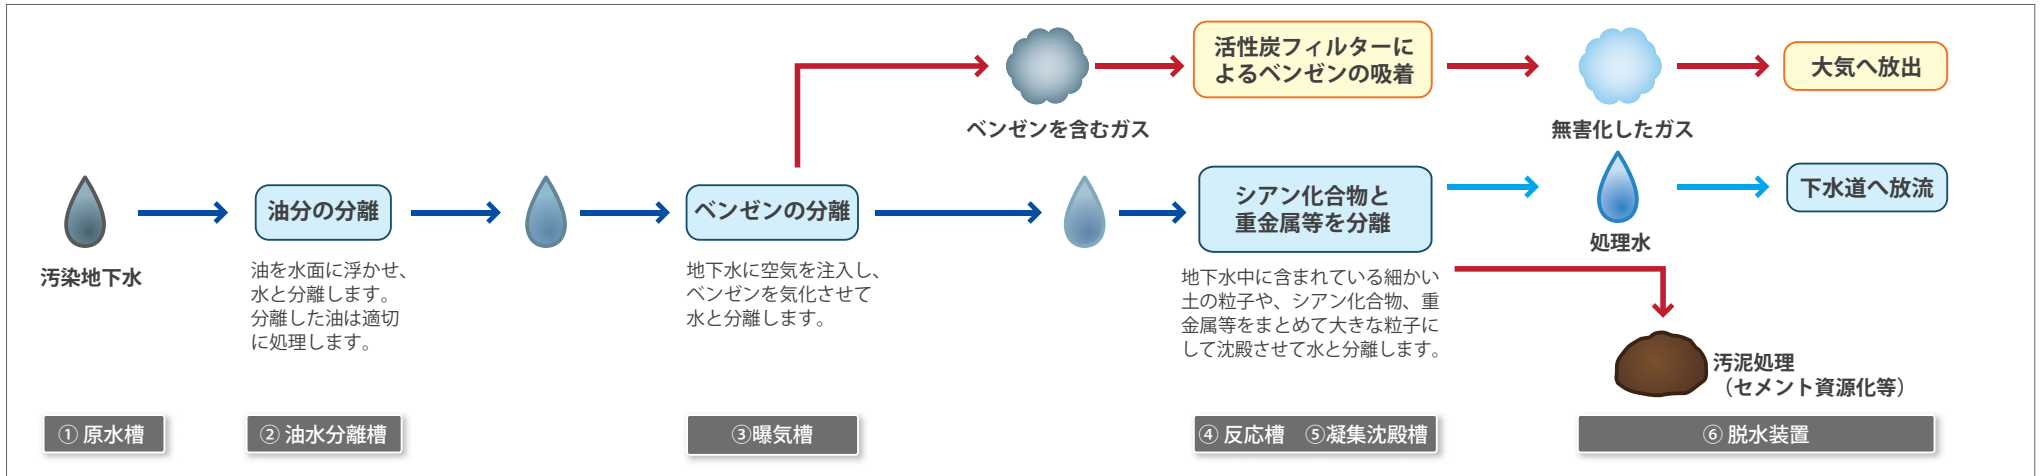 活性炭フィルターに
よるベンゼンの吸着
大気へ放出
ベンゼンを含むガス
無害化したガス
汚染地下水
油分の分離
油を水面に浮かせ、
水と分離します。
分離した油は適切
に処理します。
ベンゼンの分離
地下水に空気を注入し、
ベンゼンを気化させて
水と分離します。
シアン化合物と
重金属等を分離
地下水中に含まれている細かい
土の粒子や、シアン化合物、重
金属等をまとめて大きな粒子に
して沈殿させて水と分離します。
処理水
下水道へ放流
汚泥処理
（セメント資源化等）
① 原水槽
② 油水分離槽
③曝気槽
④ 反応槽 ⑤凝集沈殿槽
⑥ 脱水装置